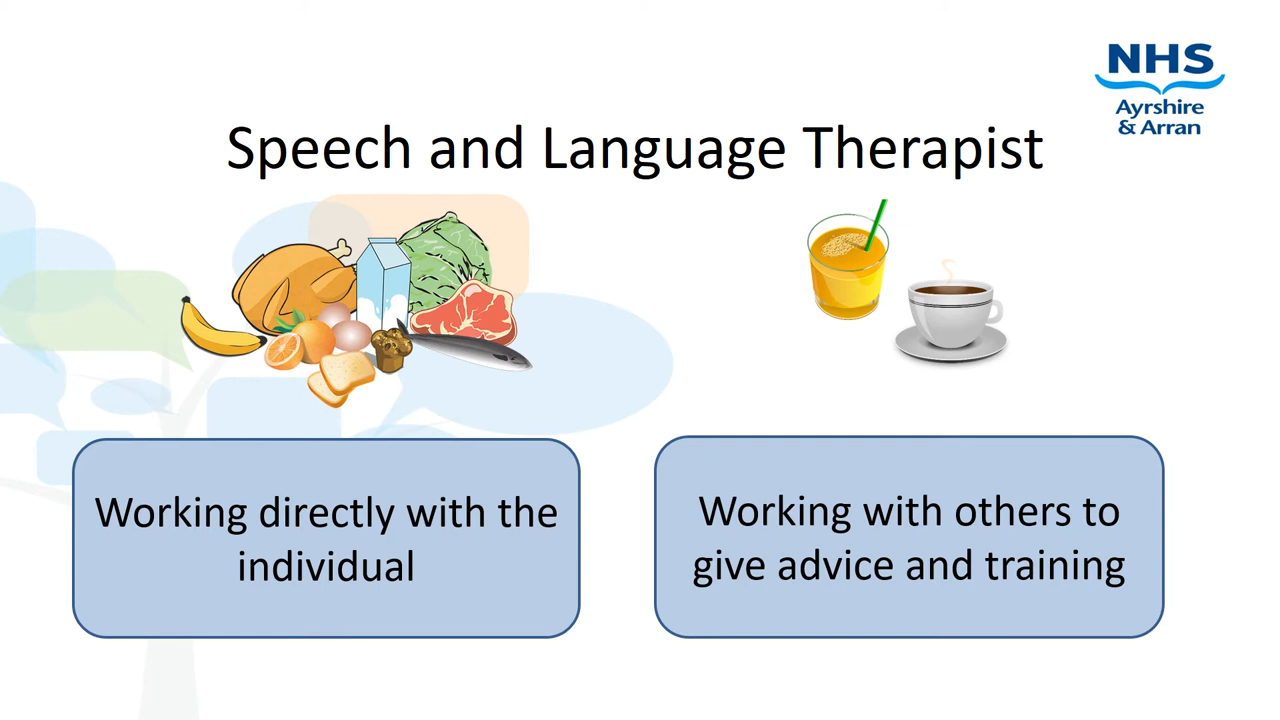 NHS
Ayrshire
& Arran
Speech and Language Therapist
Working directly with the
individual
Working with others to
give advice and training